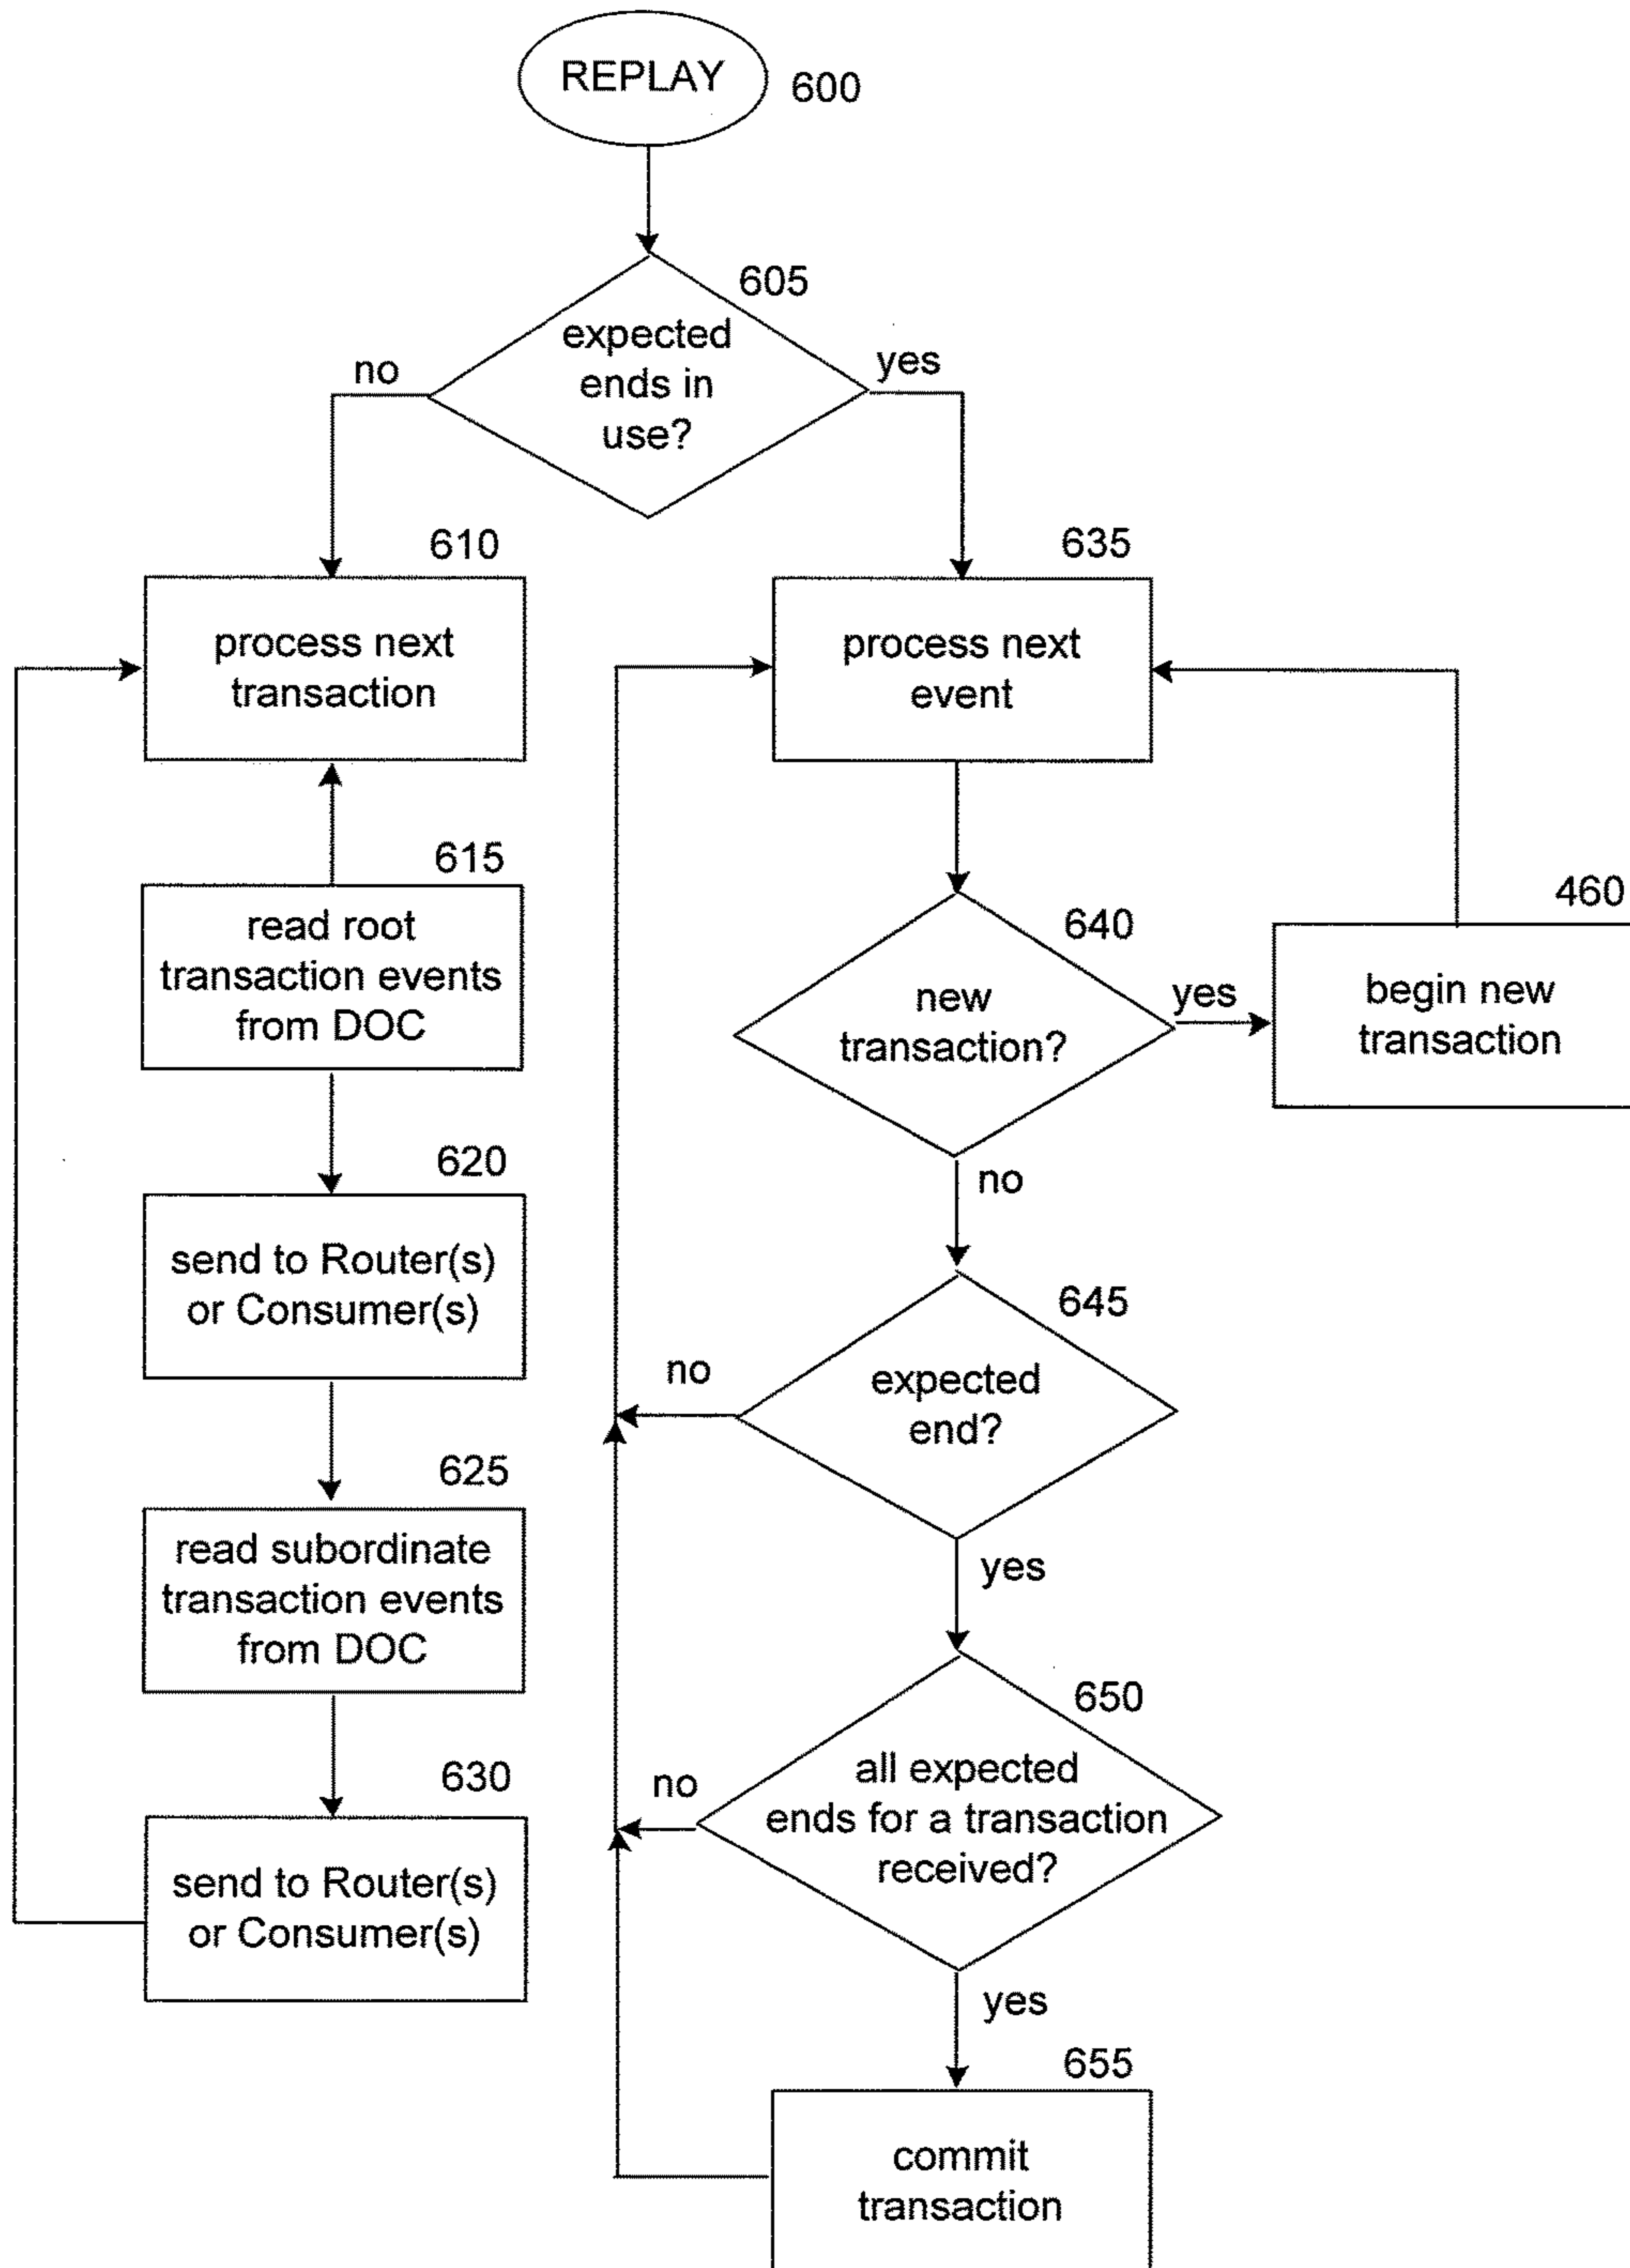 REPLAY
600
605
expected
ends in
use?
no
yes
610
process next
transaction
635
process next
event
615
read root
transaction events
from DOC
640
new
transaction?
yes
460
begin new
transaction
no
620
send to Router(s)
or Consumer(s)
645
expected
end?
no
yes
625
read subordinate
transaction events
from DOC
650
all expected
ends for a transaction
received?
no
yes
630
send to Router(s)
or Consumer(s)
655
commit
transaction